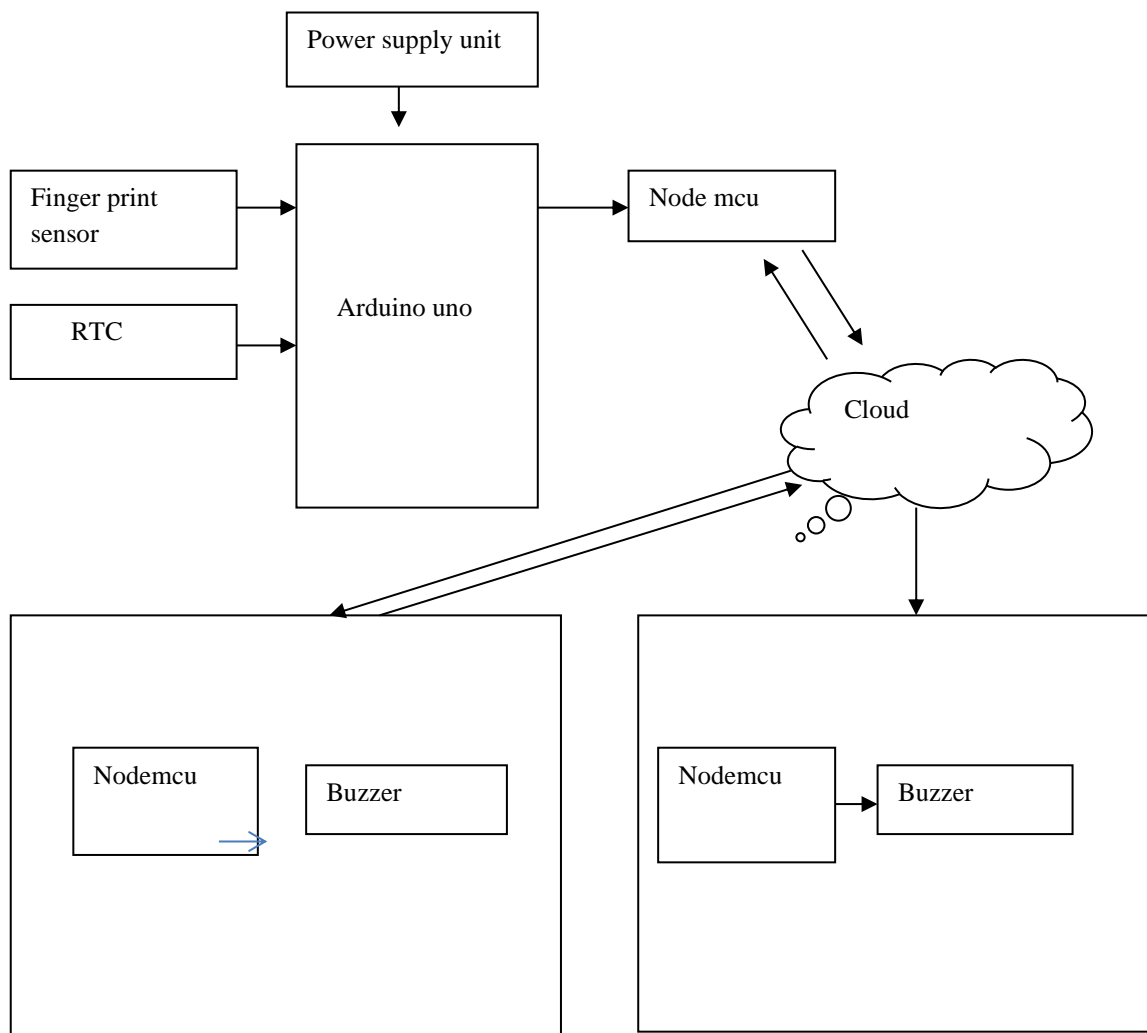 Power supply unit
Finger print
sensor
RTC
Arduino uno
Node mcu
Cloud
Nodemcu
Buzzer
Nodemcu
Buzzer